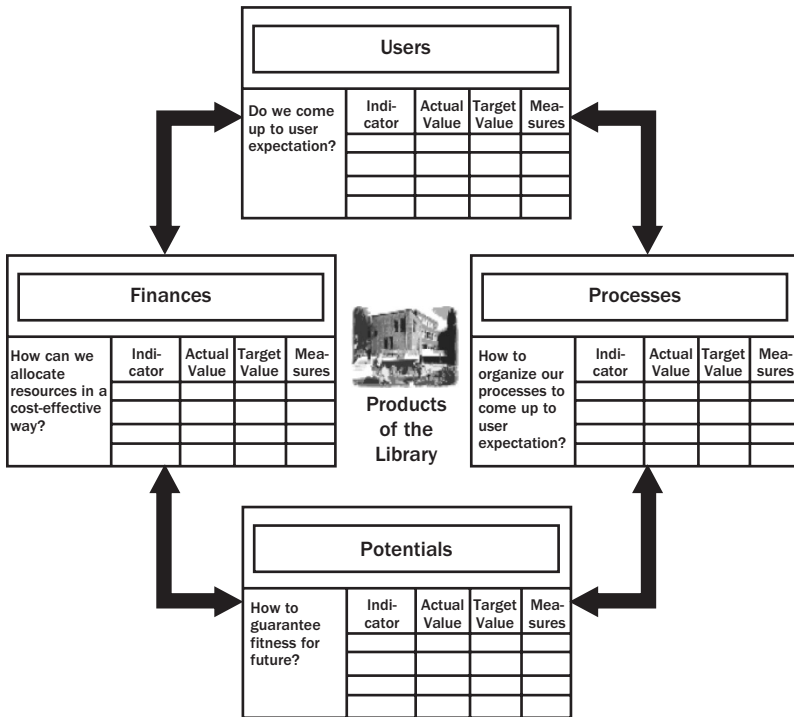 Users
Do we come
up to user
expectation?
Indi-
cator
Actual
Value
Target
Value
Mea-
sures
Finances
How can we
allocate
resources in a
cost-effective
way?
Indi-
cator
Actual
Value
Target
Value
Mea-
sures
Products
of the
Library
Processes
How to
organize our
processes to
come up to
user
expectation?
Indi-
cator
Actual
Value
Target
Value
Mea-
sures
Potentials
How to
guarantee
fitness for
future?
Indi-
cator
Actual
Value
Target
Value
Mea-
sures